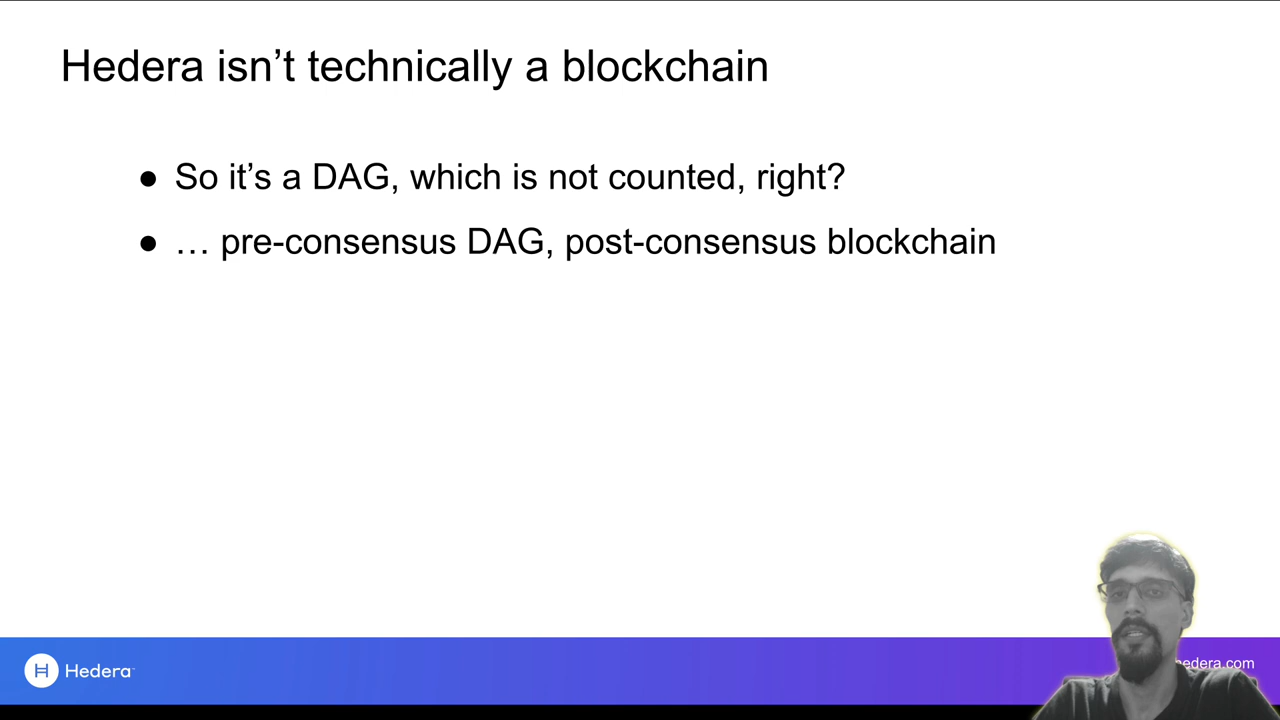 Hedera isn’t technically a blockchain
● So it’s a DAG, which is not counted, right?
● … pre-consensus DAG, post-consensus blockchain
H Hedera
hedera.com